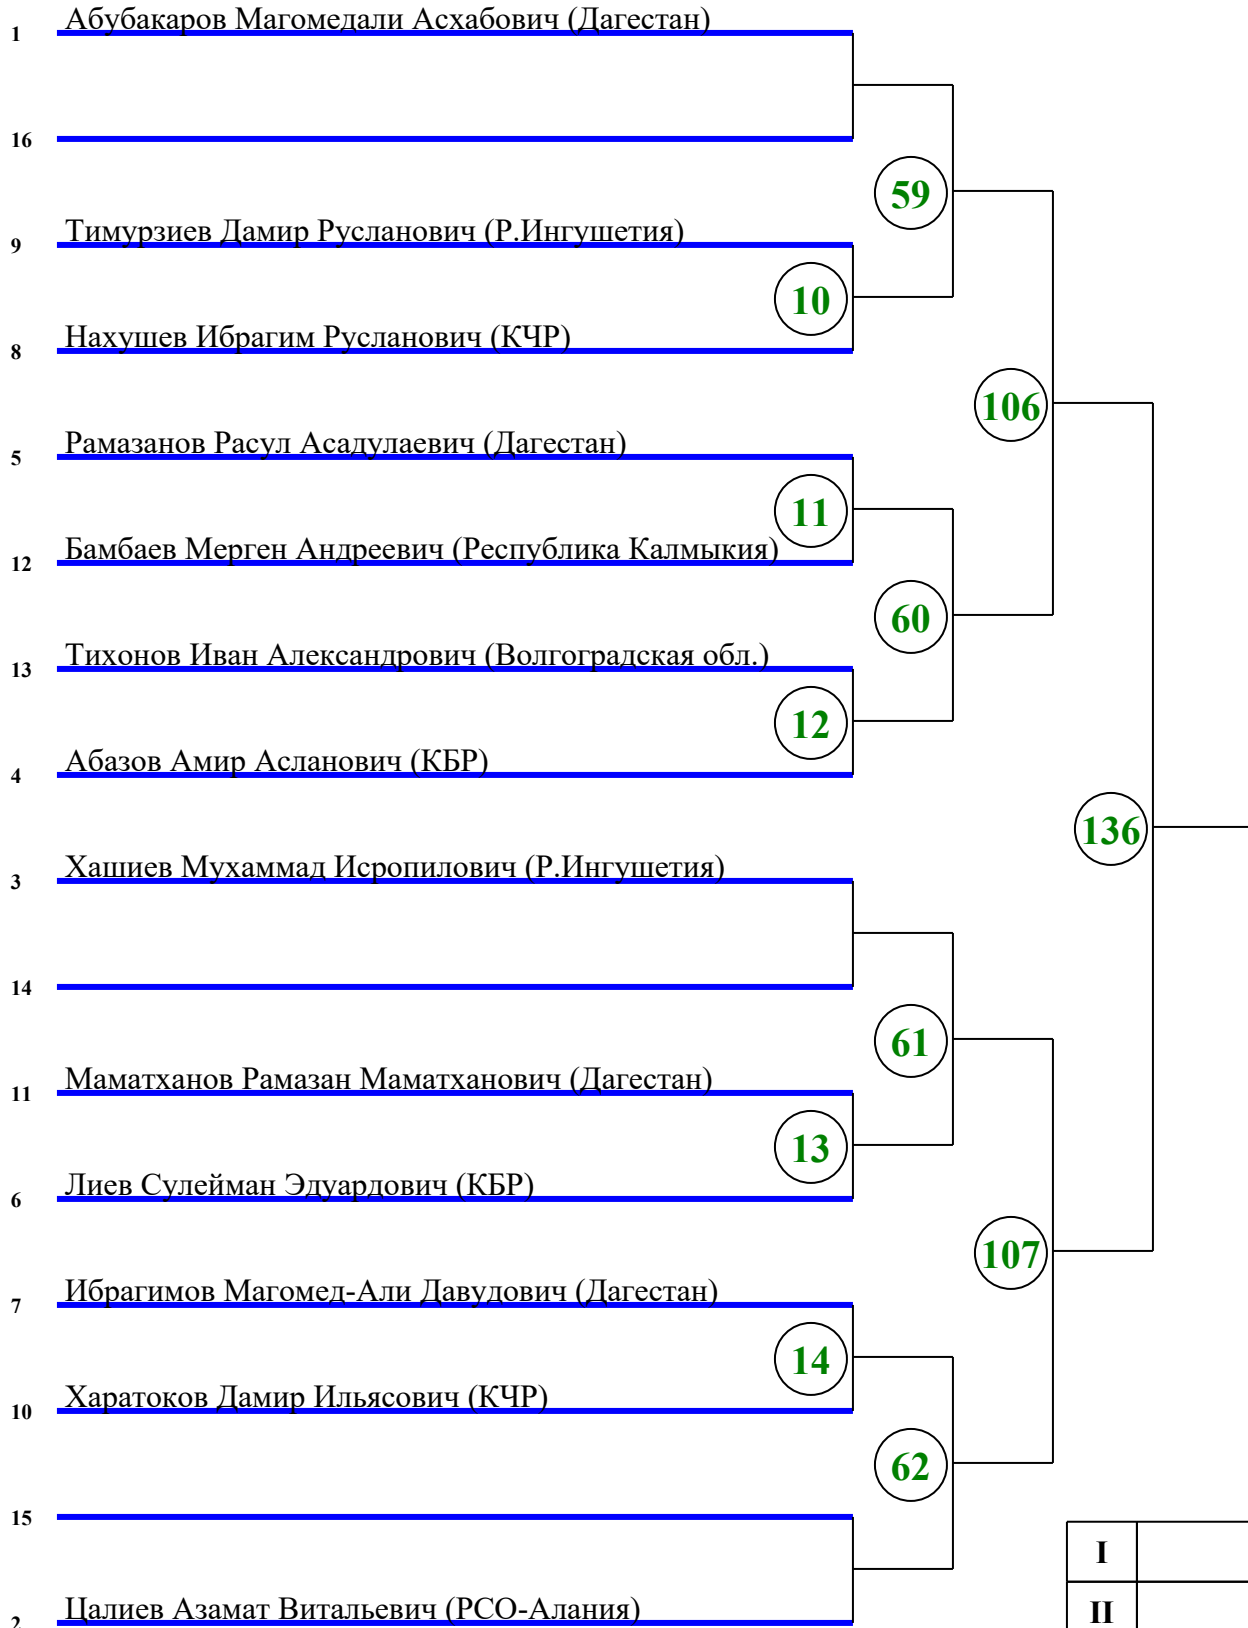 1 Абубакаров Магомедали Асхабович (Дагестан)
16
59
9 Тимурзиев Дамир Русланович (Р.Ингушетия)
10
8 Нахушев Ибрагим Русланович (КЧР)
106
5 Рамазанов Расул Асадулаевич (Дагестан)
11
12 Бамбаев Мерген Андреевич (Республика Калмыкия)
60
13 Тихонов Иван Александрович (Волгоградская обл.)
12
4 Абазов Амир Асланович (КБР)
136
3 Хашиев Мухаммад Исропилович (Р.Ингушетия)
14
61
11 Маматханов Рамазан Маматханович (Дагестан)
13
6 Лиев Сулейман Эдуардович (КБР)
107
7 Ибрагимов Магомед-Али Давудович (Дагестан)
14
10 Харатоков Дамир Ильясович (КЧР)
62
15
I
2 Цалиев Азамат Витальевич (РСО-Алания)
II